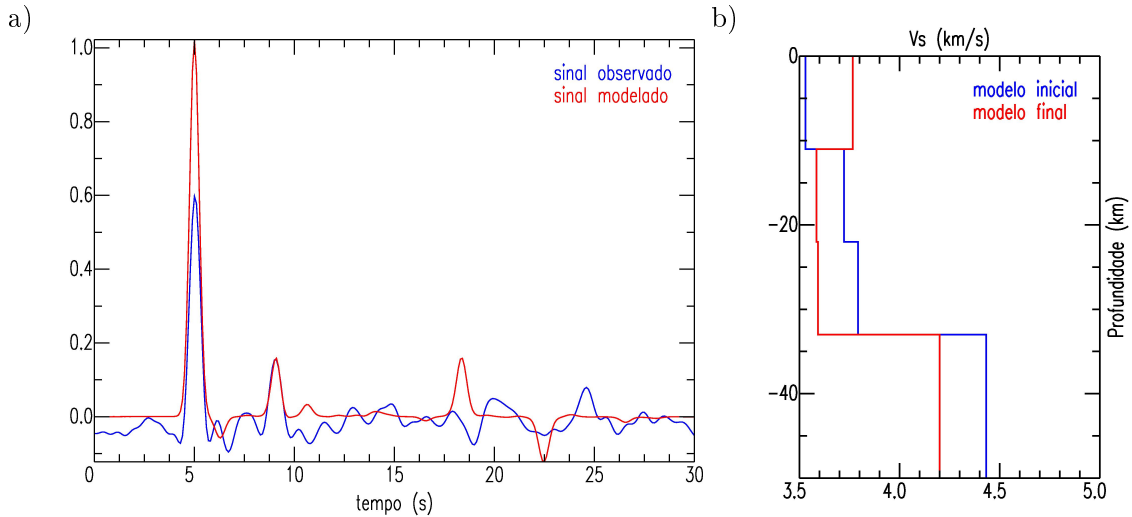 a)
1.0
0.8
0.6
0.4
0.2
0.0
0 5 10 15 20 25 30
tempo (s)
sinal observado
sinal modelado
b)
Vs (km/s)
0
−20
−40
3.5 4.0 4.5 5.0
Profundidade (km)
modelo inicial
modelo final